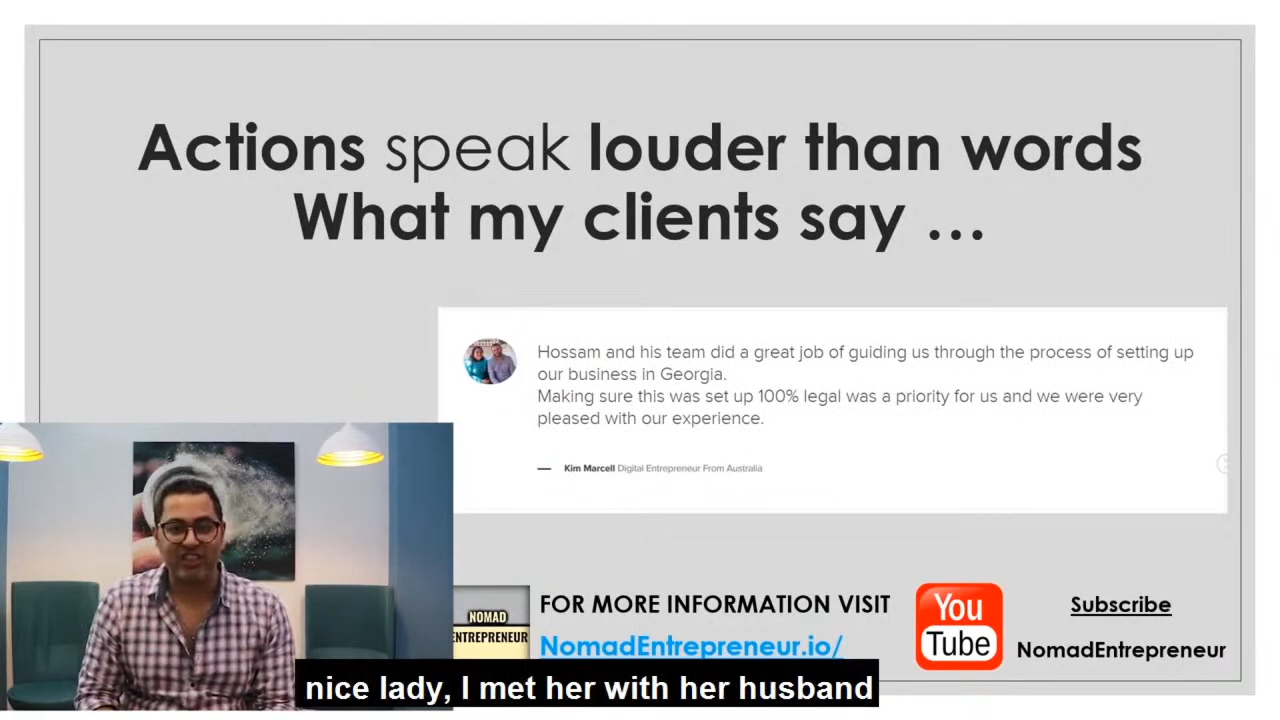 Actions speak louder than words
What my clients say …
Hossam and his team did a great job of guiding us through the process of setting up
our business in Georgia.
Making sure this was set up 100% legal was a priority for us and we were very
pleased with our experience.
— Kim Marcell Digital Entrepreneur From Australia
NOMAD
ENTREPRENEUR
FOR MORE INFORMATION VISIT
NomadEntrepreneur.io/
You
Tube
Subscribe
NomadEntrepreneur
nice lady, I met her with her husband